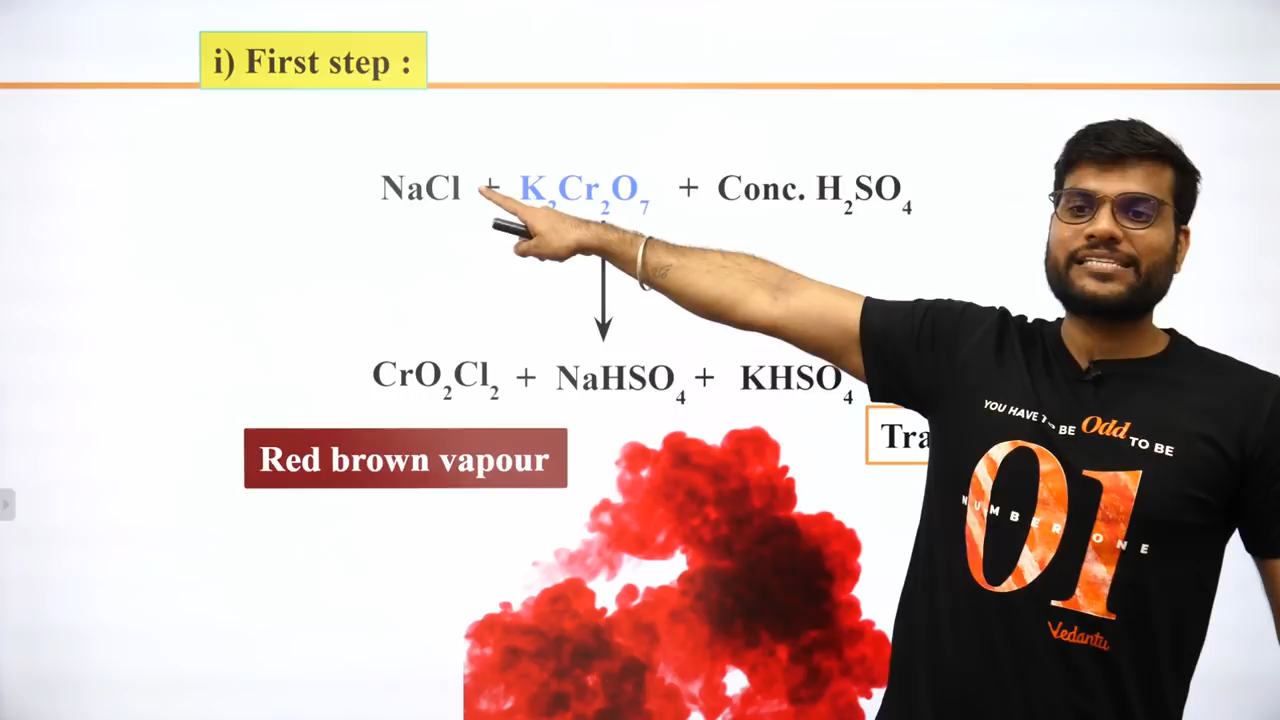 i) First step :
NaCl + K₂Cr₂O₇ + Conc. H₂SO₄
CrO₂Cl₂ + NaHSO₄ + KHSO₄
Red brown vapour
YOU HAVE BE Odd TO BE
01
NUMBER ONE
Vedantu